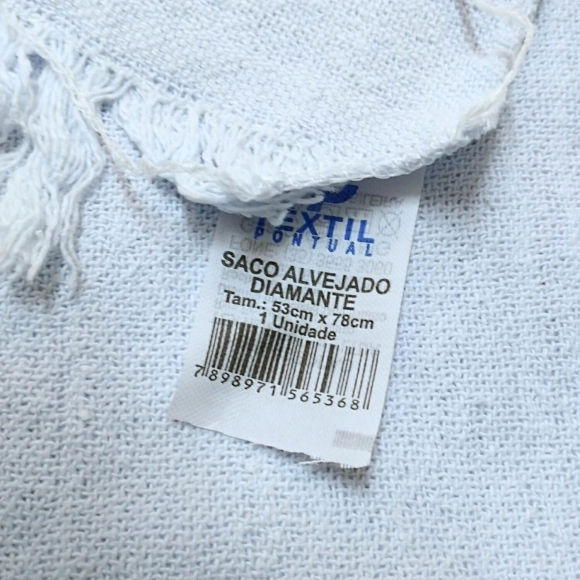 TEXTIL
PONTUAL
SACO ALVEJADO
DIAMANTE
Tam.: 53cm x 78cm
1 Unidade
7 898971 565368